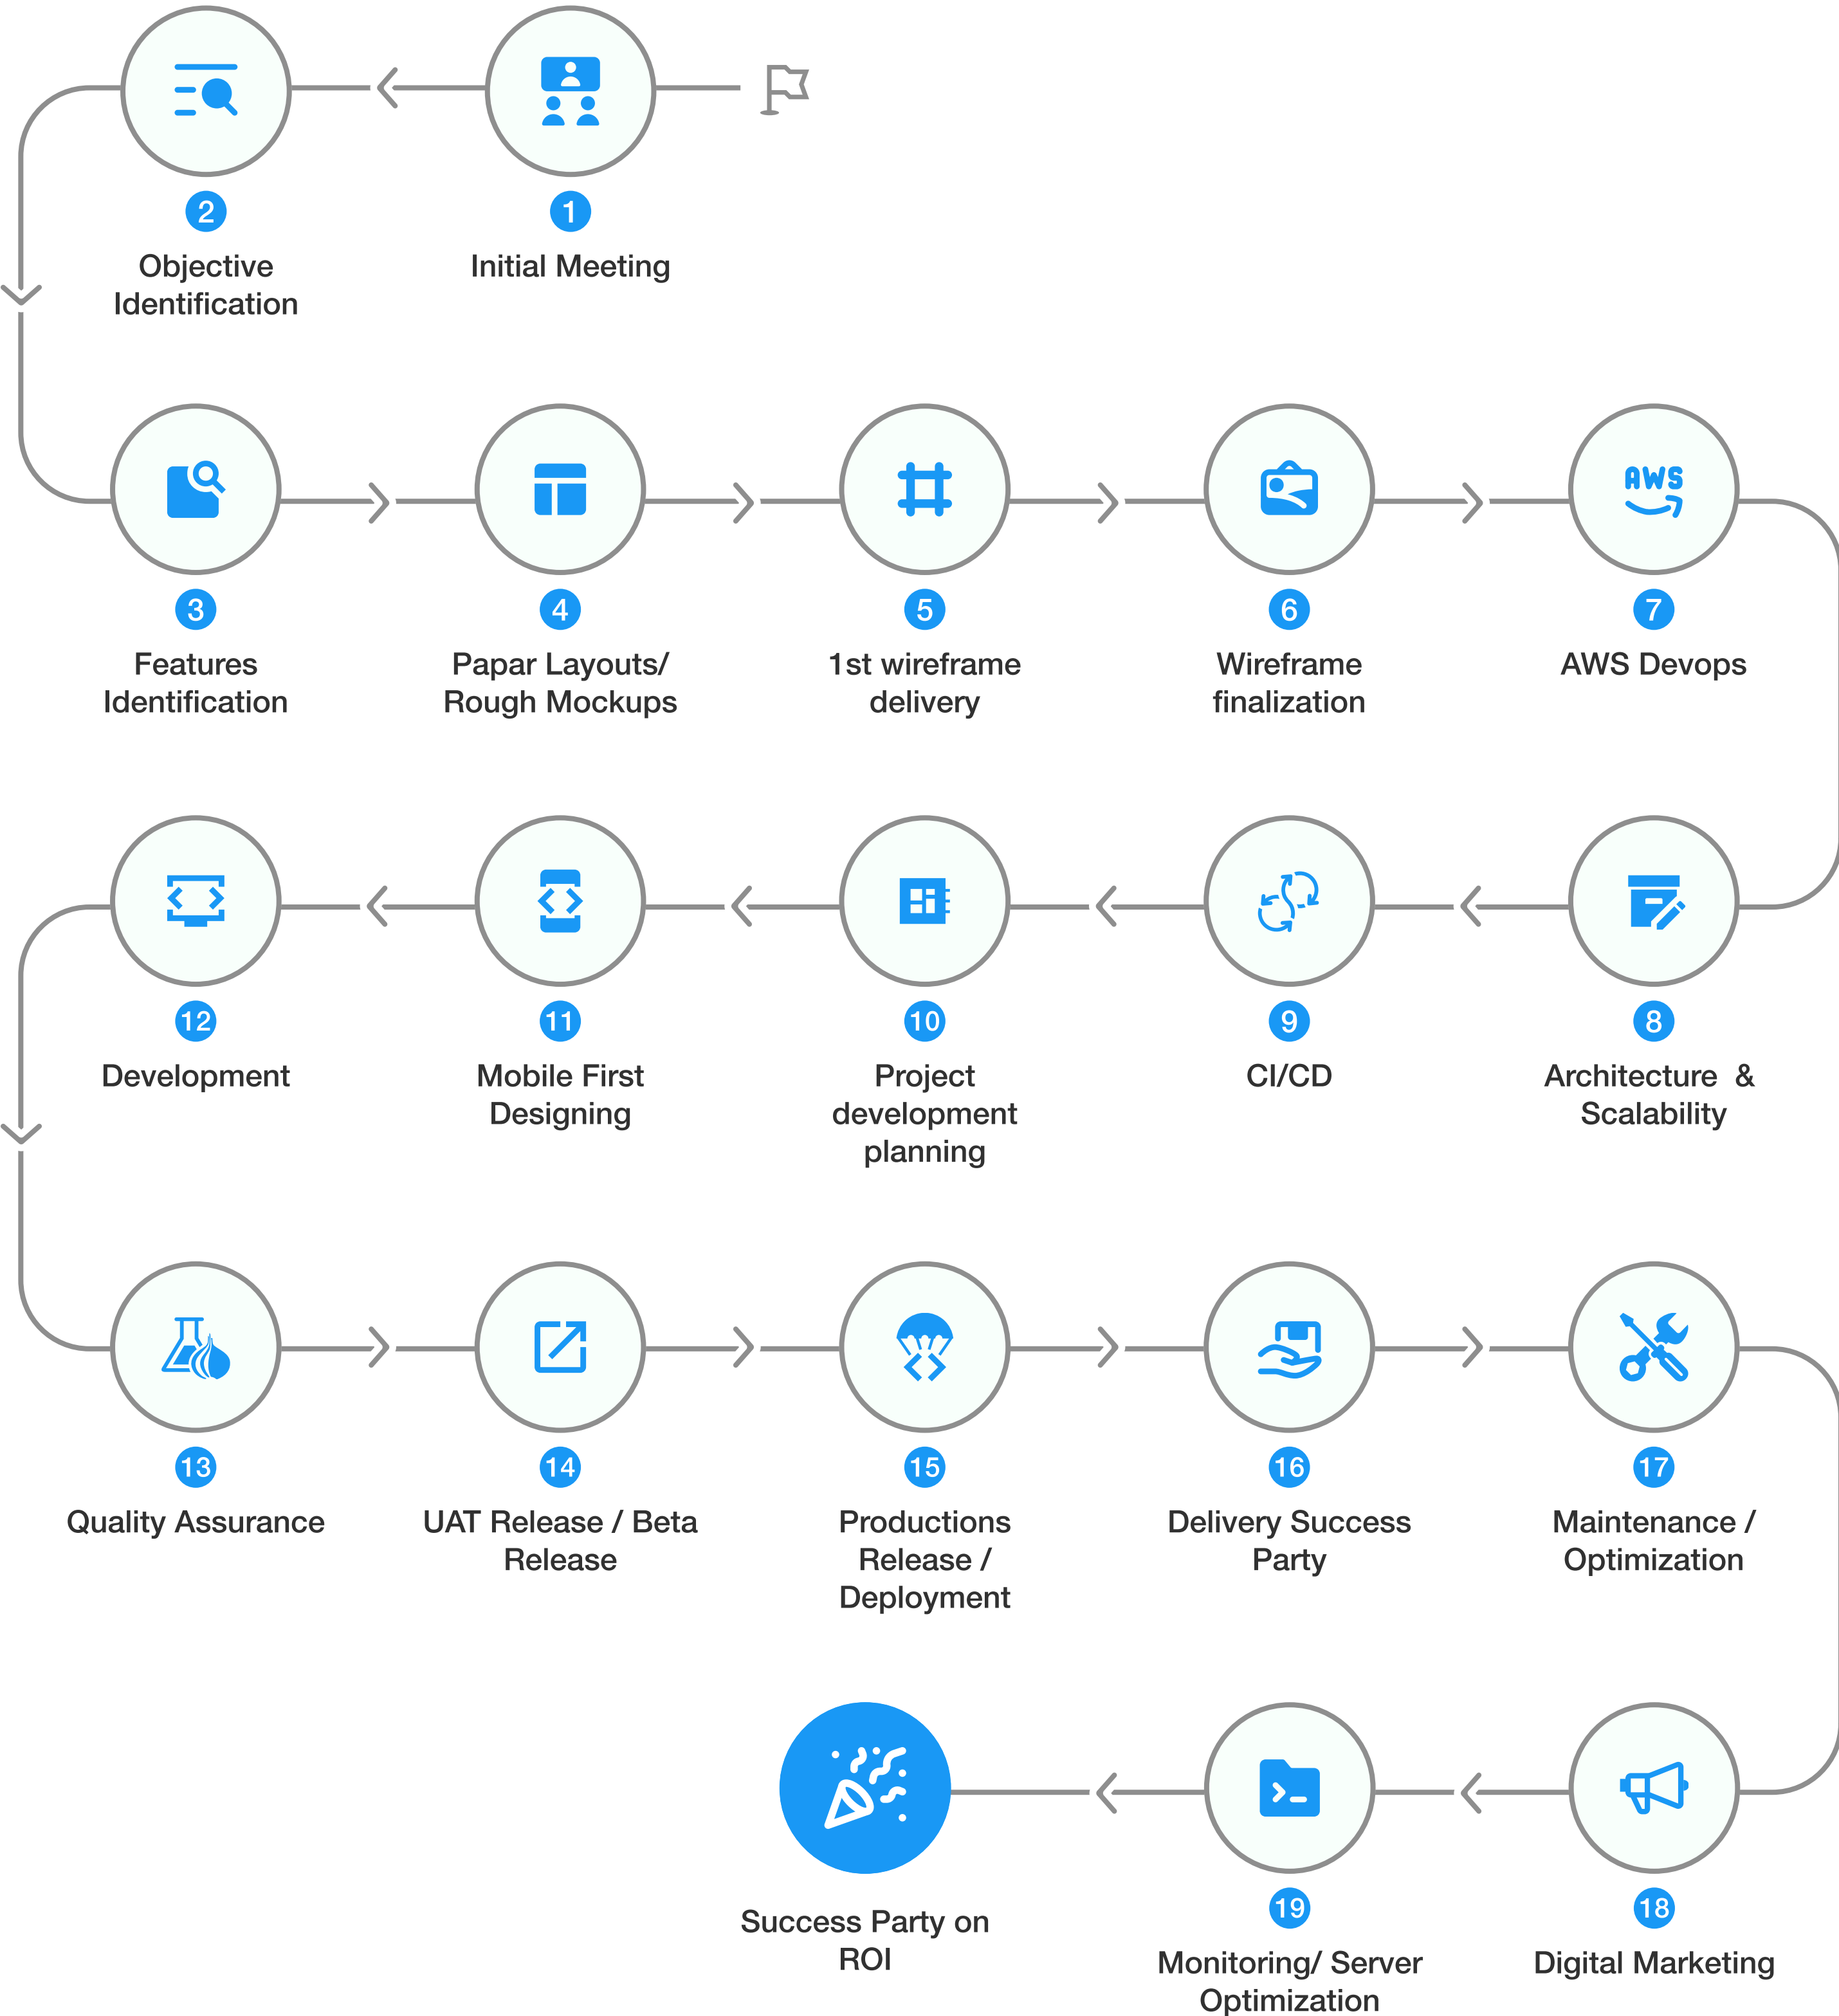 2
Objective
Identification
1
Initial Meeting
3
Features
Identification
4
Papar Layouts/
Rough Mockups
5
1st wireframe
delivery
6
Wireframe
finalization
AWS
7
AWS Devops
12
Development
11
Mobile First
Designing
10
Project
development
planning
9
CI/CD
8
Architecture &
Scalability
13
Quality Assurance
14
UAT Release / Beta
Release
15
Productions
Release /
Deployment
16
Delivery Success
Party
17
Maintenance /
Optimization
Success Party on
ROI
19
Monitoring/ Server
Optimization
18
Digital Marketing